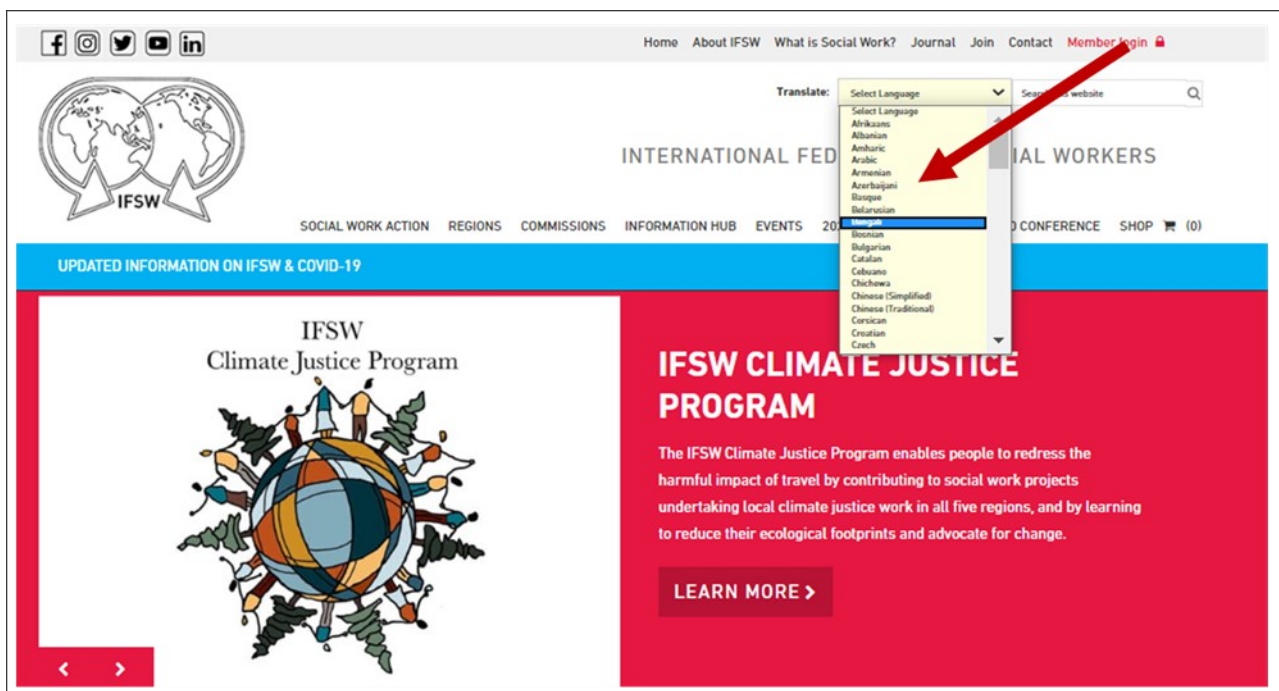 Home About IFSW What is Social Work? Journal Join Contact Member login
Translate: Select Language
Select Language
Afrikaans
Albanian
Amharic
Arabic
Armenian
Azerbaijani
Basque
Belarusian
Bengali
Bosnian
Bulgarian
Catalan
Cebuano
Chichewa
Chinese (Simplified)
Chinese (Traditional)
Corsican
Croatian
Czech
website
INTERNATIONAL FED IAL WORKERS
IFSW
SOCIAL WORK ACTION REGIONS COMMISSIONS INFORMATION HUB EVENTS 20 CONFERENCE SHOP (0)
UPDATED INFORMATION ON IFSW & COVID-19
IFSW
Climate Justice Program
IFSW CLIMATE JUSTICE
PROGRAM
The IFSW Climate Justice Program enables people to redress the
harmful impact of travel by contributing to social work projects
undertaking local climate justice work in all five regions, and by learning
to reduce their ecological footprints and advocate for change.
LEARN MORE